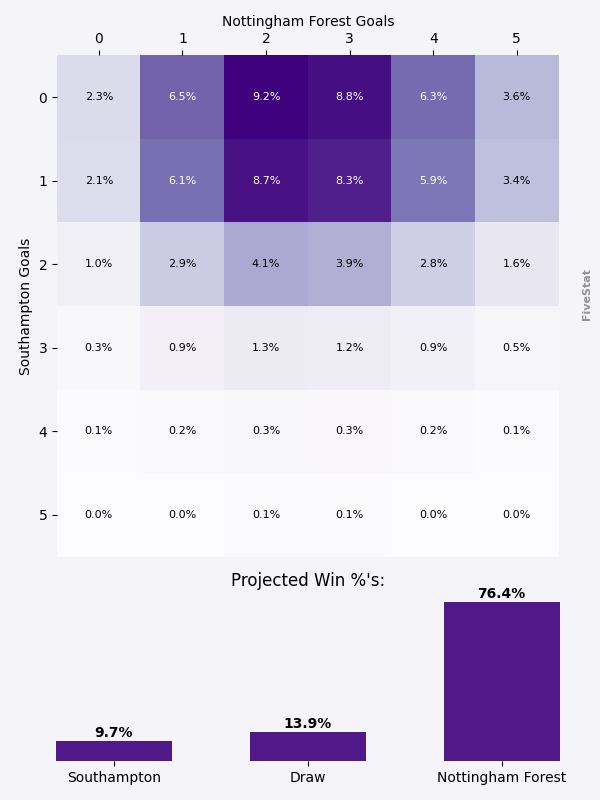 Nottingham Forest Goals
0 1 2 3 4 5
0 2.3% 6.5% 9.2% 8.8% 6.3% 3.6%
1 2.1% 6.1% 8.7% 8.3% 5.9% 3.4%
2 1.0% 2.9% 4.1% 3.9% 2.8% 1.6%
3 0.3% 0.9% 1.3% 1.2% 0.9% 0.5%
4 0.1% 0.2% 0.3% 0.3% 0.2% 0.1%
5 0.0% 0.0% 0.1% 0.1% 0.0% 0.0%
Southampton Goals
FiveStat
Projected Win %'s:
9.7% 13.9% 76.4%
Southampton Draw Nottingham Forest